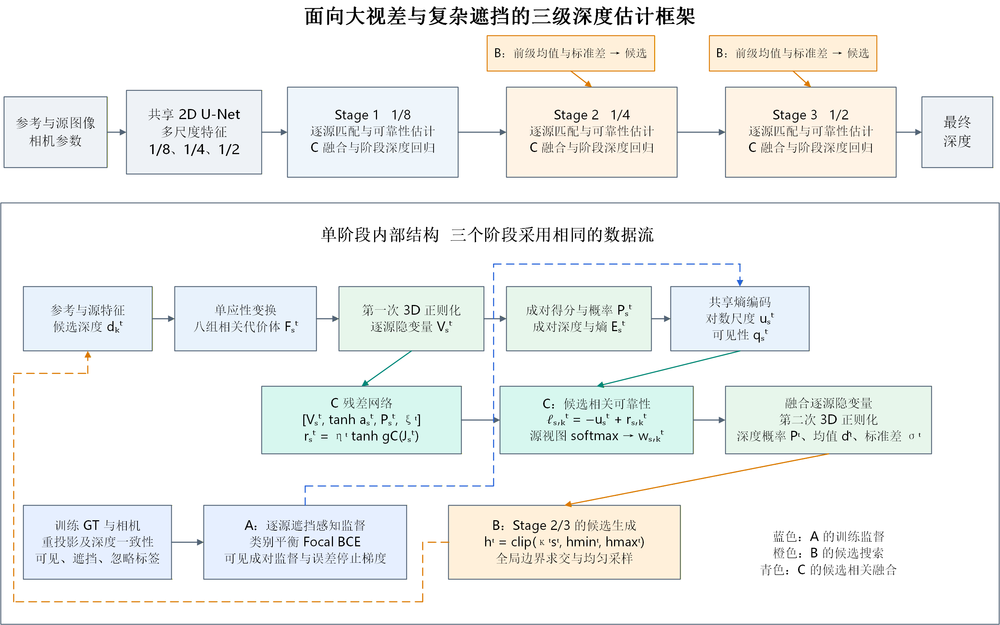 面向大视差与复杂遮挡的三级深度估计框架
B：前级均值与标准差 → 候选
B：前级均值与标准差 → 候选
参考与源图像
相机参数
共享 2D U-Net
多尺度特征
1/8、1/4、1/2
Stage 1 1/8
逐源匹配与可靠性估计
C 融合与阶段深度回归
Stage 2 1/4
逐源匹配与可靠性估计
C 融合与阶段深度回归
Stage 3 1/2
逐源匹配与可靠性估计
C 融合与阶段深度回归
最终
深度
单阶段内部结构 三个阶段采用相同的数据流
参考与源特征
候选深度 dₖᵗ
单应性变换
八组相关代价体 Fₛᵗ
第一次 3D 正则化
逐源隐变量 Vₛᵗ
成对得分与概率 Pₛᵗ
成对深度与熵 Eₛᵗ
共享熵编码
对数尺度 uₛᵗ
可见性 qₛᵗ
C 残差网络
[Vₛᵗ, tanh aₛᵗ, Pₛᵗ, ξᵗ]
rₛᵗ = ηᵗ tanh gC(Jₛᵗ)
C：候选相关可靠性
ℓₛ,ₖᵗ = −uₛᵗ + rₛ,ₖᵗ
源视图 softmax → wₛ,ₖᵗ
融合逐源隐变量
第二次 3D 正则化
深度概率 Pᵗ、均值 d̂ᵗ、标准差 σᵗ
训练 GT 与相机
重投影及深度一致性
可见、遮挡、忽略标签
A：逐源遮挡感知监督
类别平衡 Focal BCE
可见成对监督与误差停止梯度
B：Stage 2/3 的候选生成
hᵗ = clip(κᵗsᵗ, hminᵗ, hmaxᵗ)
全局边界求交与均匀采样
蓝色：A 的训练监督
橙色：B 的候选搜索
青色：C 的候选相关融合